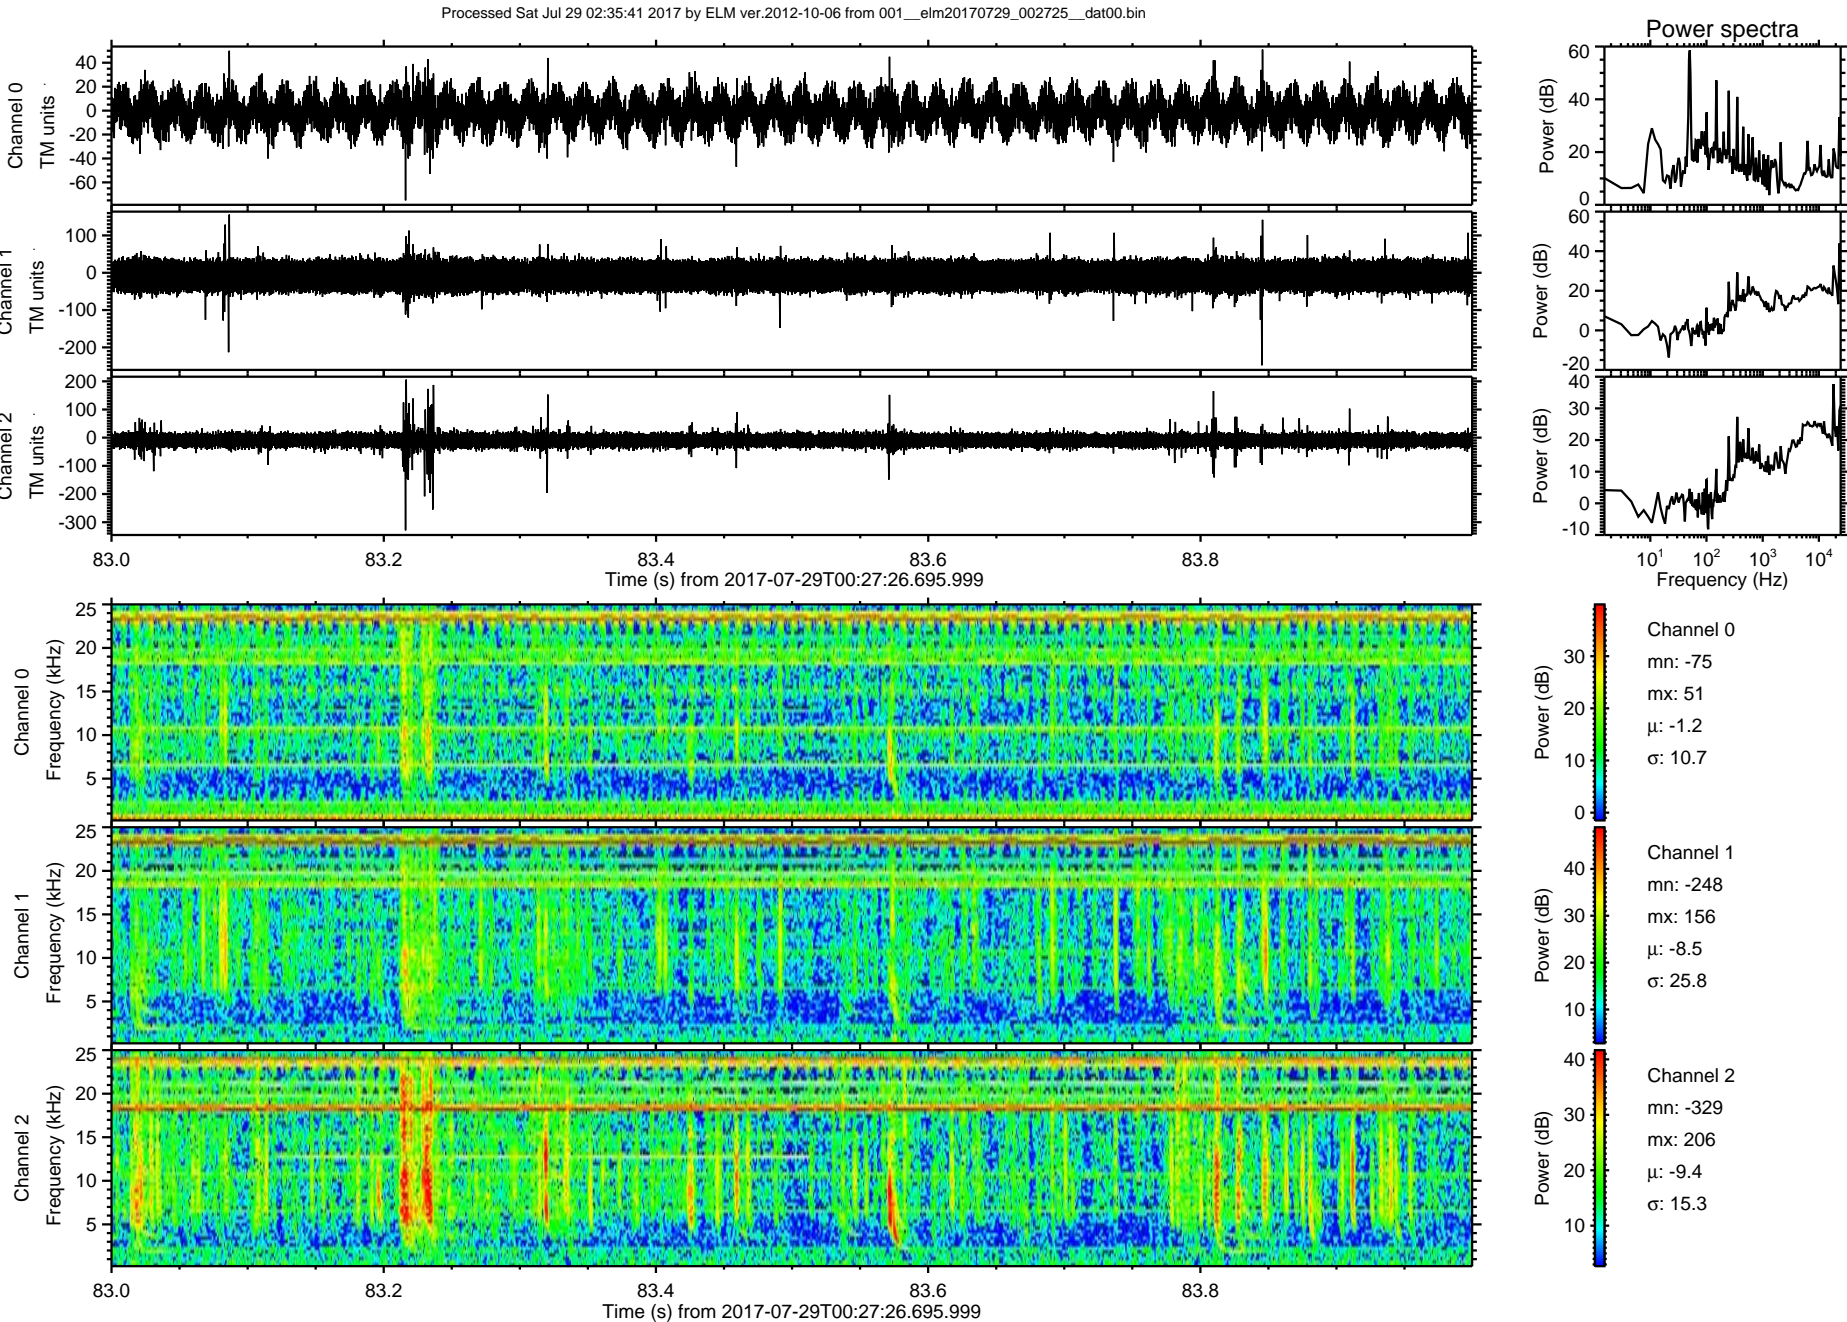 Processed Sat Jul 29 02:35:41 2017 by ELM ver.2012-10-06 from 001__elm20170729_002725__dat00.bin
Power spectra
Channel 0
TM units
40
20
0
-20
-40
-60
Power (dB)
60
40
20
0
Channel 1
TM units
100
0
-100
-200
Power (dB)
60
40
20
0
-20
Channel 2
TM units
200
100
0
-100
-200
-300
Power (dB)
40
30
20
10
0
-10
83.0 83.2 83.4 83.6 83.8
Time (s) from 2017-07-29T00:27:26.695.999
10^1 10^2 10^3 10^4
Frequency (Hz)
Channel 0
Frequency (kHz)
25
20
15
10
5
Power (dB)
30
20
10
0
Channel 0
mn: -75
mx: 51
μ: -1.2
σ: 10.7
Channel 1
Frequency (kHz)
25
20
15
10
5
Power (dB)
40
30
20
10
Channel 1
mn: -248
mx: 156
μ: -8.5
σ: 25.8
Channel 2
Frequency (kHz)
25
20
15
10
5
Power (dB)
40
30
20
10
Channel 2
mn: -329
mx: 206
μ: -9.4
σ: 15.3
83.0 83.2 83.4 83.6 83.8
Time (s) from 2017-07-29T00:27:26.695.999